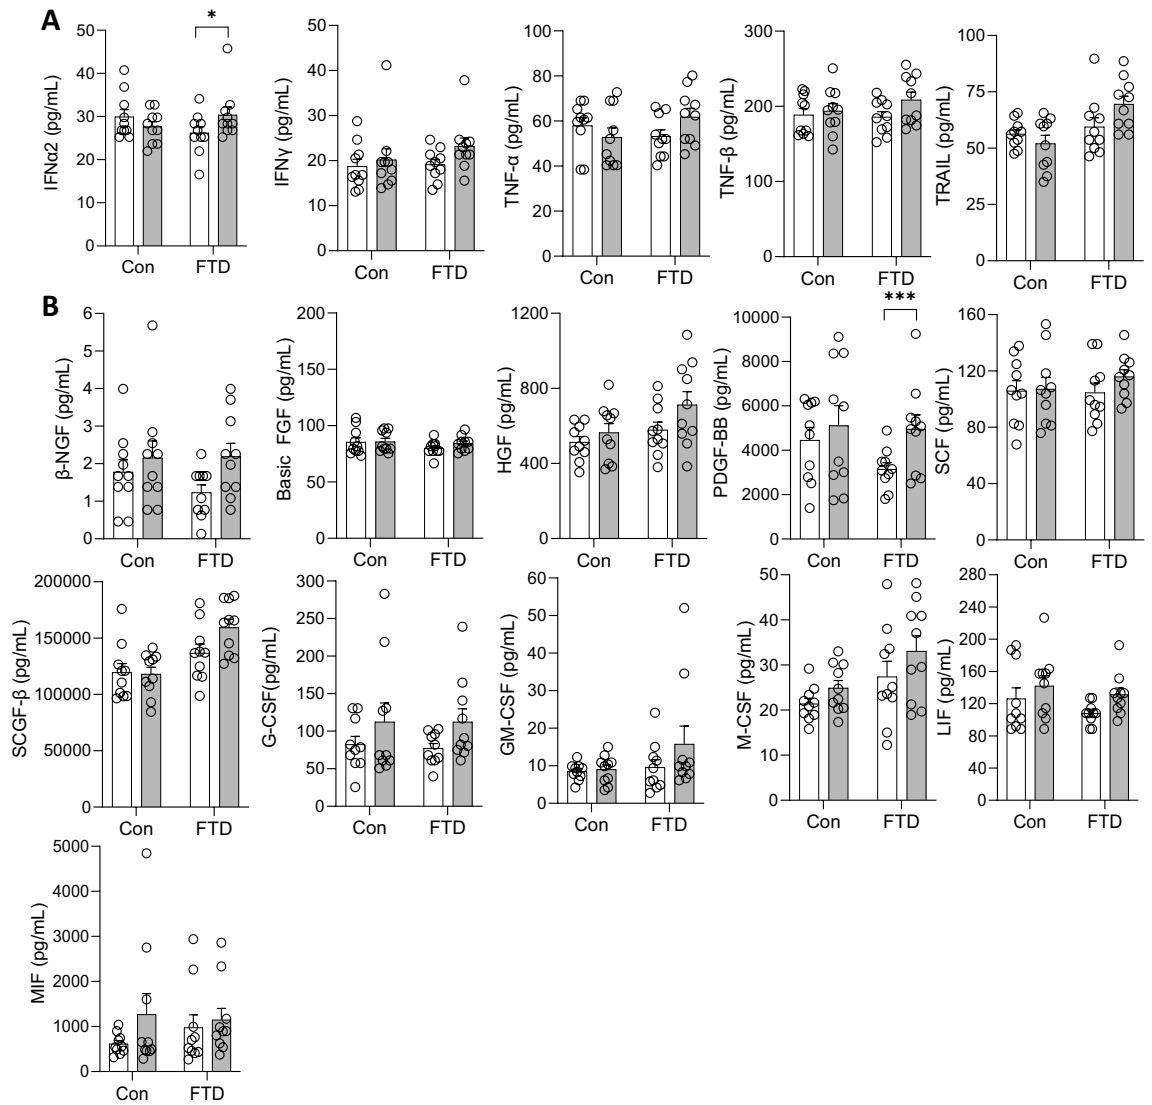 A
IFNα2 (pg/mL)
50
40
30
20
10
0
*
Con
FTD
IFNγ (pg/mL)
50
40
30
20
10
0
Con
FTD
TNF-α (pg/mL)
100
80
60
40
20
0
Con
FTD
TNF-β (pg/mL)
300
200
100
0
Con
FTD
TRAIL (pg/mL)
100
75
50
25
0
Con
FTD
B
β-NGF (pg/mL)
6
5
4
3
2
1
0
Con
FTD
Basic FGF (pg/mL)
200
150
100
50
0
Con
FTD
HGF (pg/mL)
1200
800
400
0
Con
FTD
PDGF-BB (pg/mL)
10000
8000
6000
4000
2000
0
***
Con
FTD
SCF (pg/mL)
160
120
80
40
0
Con
FTD
SCGF-β (pg/mL)
200000
150000
100000
50000
0
Con
FTD
G-CSF(pg/mL)
300
250
200
150
100
50
0
Con
FTD
GM-CSF (pg/mL)
60
50
40
30
20
10
0
Con
FTD
M-CSF (pg/mL)
50
40
30
20
10
0
Con
FTD
LIF (pg/mL)
280
240
200
160
120
80
40
0
Con
FTD
MIF (pg/mL)
5000
4000
3000
2000
1000
0
Con
FTD